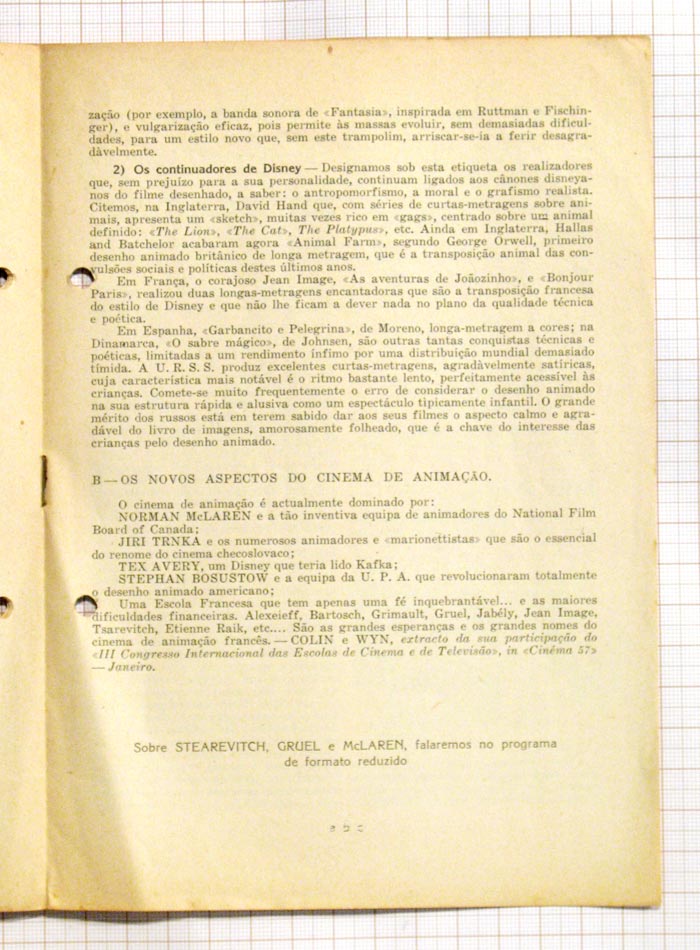 zação (por exemplo, a banda sonora de «Fantasia», inspirada em Ruttman e Fischin-
ger), e vulgarização eficaz, pois permite às massas evoluir, sem demasiadas dificul-
dades, para um estilo novo que, sem este trampolim, arriscar-se-ia a ferir desagra-
dàvelmente.
2) Os continuadores de Disney — Designamos sob esta etiqueta os realizadores
que, sem prejuízo para a sua personalidade, continuam ligados aos cânones disneya-
nos do filme desenhado, a saber: o antropomorfismo, a moral e o grafismo realista.
Citemos, na Inglaterra, David Hand que, com séries de curtas-metragens sobre ani-
mais, apresenta um «sketch», muitas vezes rico em «gags», centrado sobre um animal
definido: «The Lion», «The Cat», The Platypus», etc. Ainda em Inglaterra, Hallas
and Batchelor acabaram agora «Animal Farm», segundo George Orwell, primeiro
desenho animado britânico de longa metragem, que é a transposição animal das con-
vulsões sociais e políticas destes últimos anos.
Em França, o corajoso Jean Image, «As aventuras de Joãozinho», e «Bonjour
Paris», realizou duas longas-metragens encantadoras que são a transposição francesa
do estilo de Disney e que não lhe ficam a dever nada no plano da qualidade técnica
e poética.
Em Espanha, «Garbancito e Pelegrina», de Moreno, longa-metragem a cores; na
Dinamarca, «O sabre mágico», de Johnsen, são outras tantas conquistas técnicas e
poéticas, limitadas a um rendimento ínfimo por uma distribuição mundial demasiado
tímida. A U. R. S. S. produz excelentes curtas-metragens, agradàvelmente satíricas,
cuja característica mais notável é o ritmo bastante lento, perfeitamente acessível às
crianças. Comete-se muito frequentemente o erro de considerar o desenho animado
na sua estrutura rápida e alusiva como um espectáculo tipicamente infantil. O grande
mérito dos russos está em terem sabido dar aos seus filmes o aspecto calmo e agra-
dável do livro de imagens, amorosamente folheado, que é a chave do interesse das
crianças pelo desenho animado.
B — OS NOVOS ASPECTOS DO CINEMA DE ANIMAÇÃO.
O cinema de animação é actualmente dominado por:
NORMAN McLAREN e a tão inventiva equipa de animadores do National Film
Board of Canada;
JIRI TRNKA e os numerosos animadores e «marionettistas» que são o essencial
do renome do cinema checoslovaco;
TEX AVERY, um Disney que teria lido Kafka;
STEPHAN BOSUSTOW e a equipa da U. P. A. que revolucionaram totalmente
o desenho animado americano;
Uma Escola Francesa que tem apenas uma fé inquebrantável... e as maiores
dificuldades financeiras. Alexeieff, Bartosch, Grimault, Gruel, Jabély, Jean Image,
Tsarevitch, Etienne Raik, etc.... São as grandes esperanças e os grandes nomes do
cinema de animação francês. — COLIN e WYN, extracto da sua participação do
«III Congresso Internacional das Escolas de Cinema e de Televisão», in «Cinéma 57»
— Janeiro.
Sobre STEAREVITCH, GRUEL e McLAREN, falaremos no programa
de formato reduzido